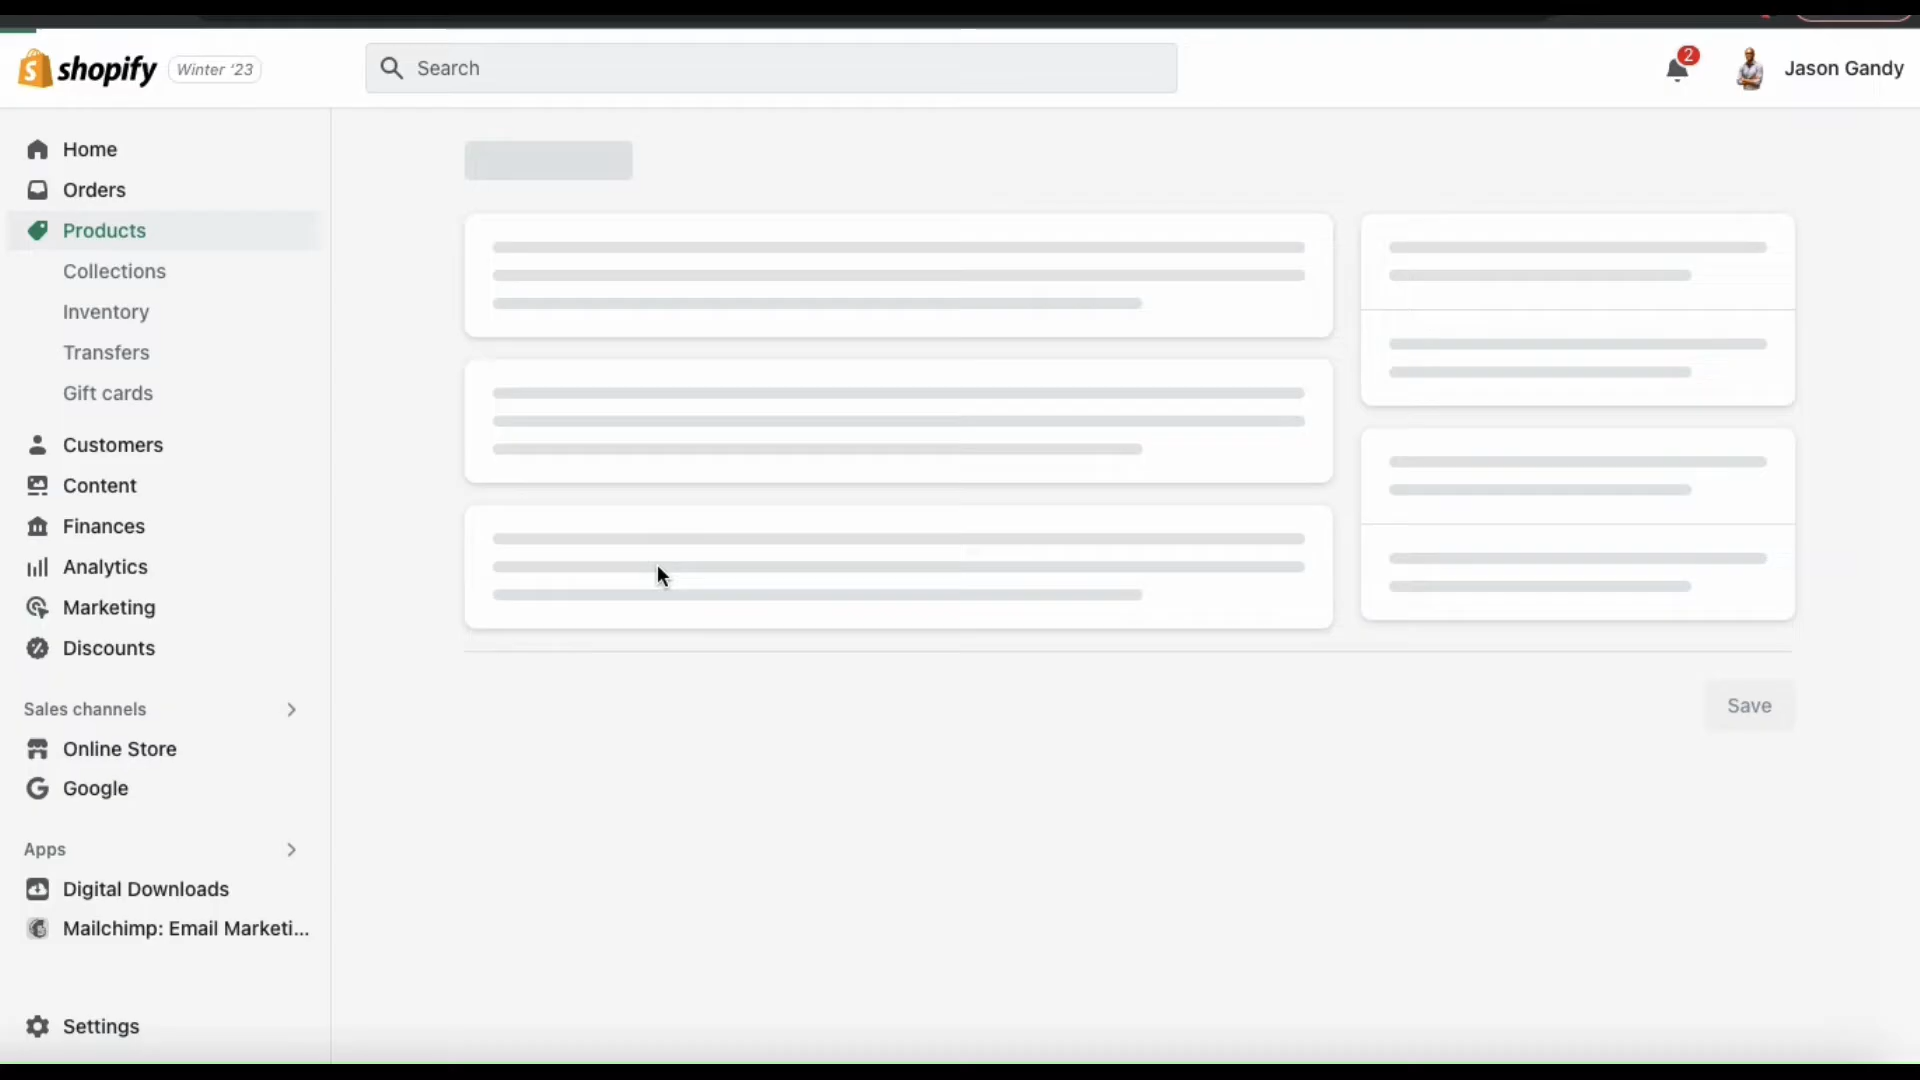 shopify
Winter '23
Search
2
Jason Gandy
Home
Orders
Products
Collections
Inventory
Transfers
Gift cards
Customers
Content
Finances
Analytics
Marketing
Discounts
Sales channels
Online Store
Google
Apps
Digital Downloads
Mailchimp: Email Marketi...
Settings
Save